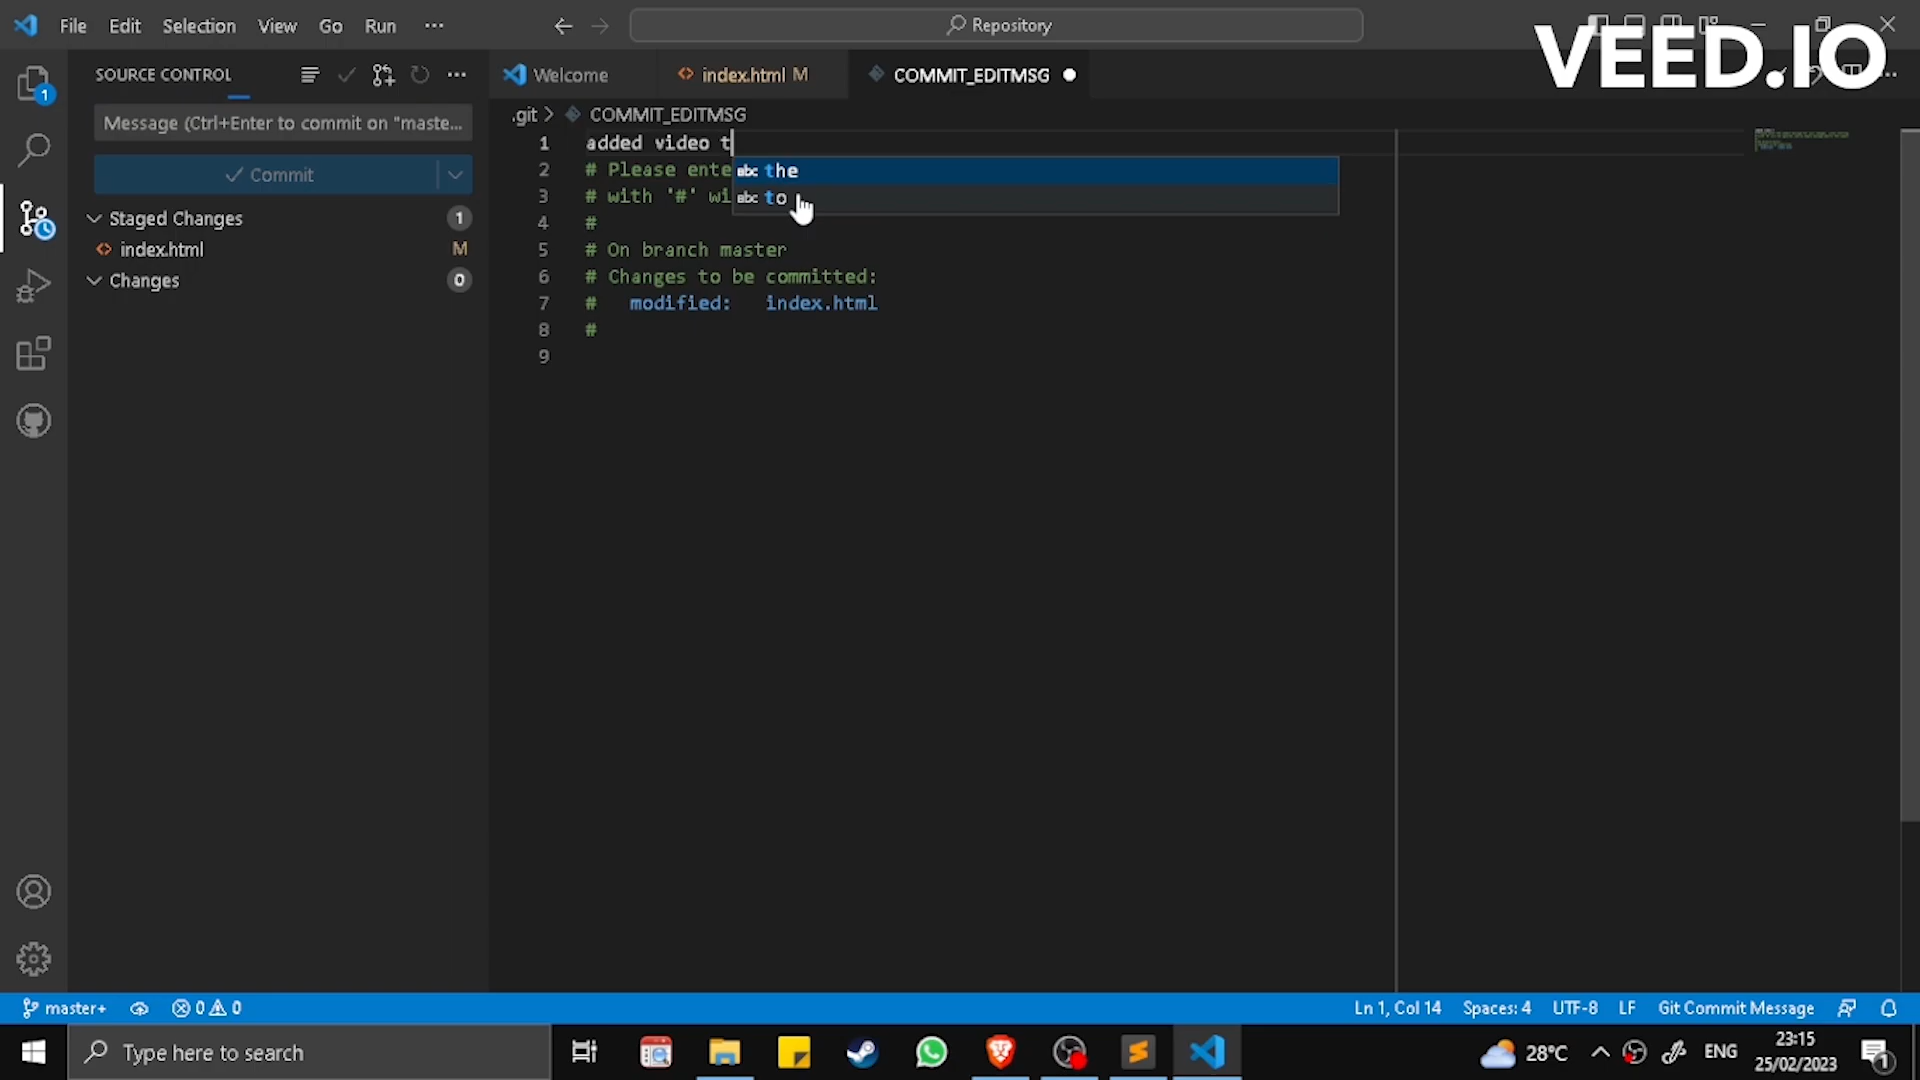 File Edit Selection View Go Run ···
Repository
VEED.IO
SOURCE CONTROL
Welcome
index.html M
COMMIT_EDITMSG
1
Message (Ctrl+Enter to commit on "maste...
Commit
Staged Changes 1
index.html M
Changes 0
.git > COMMIT_EDITMSG
1 added video t
2 # Please ente
3 # with '#' wi
4 #
5 # On branch master
6 # Changes to be committed:
7 # modified: index.html
8 #
9
abc the
abc to
master+ 0 0
Ln 1, Col 14 Spaces: 4 UTF-8 LF Git Commit Message
Type here to search
28°C ENG
23:15
25/02/2023
1